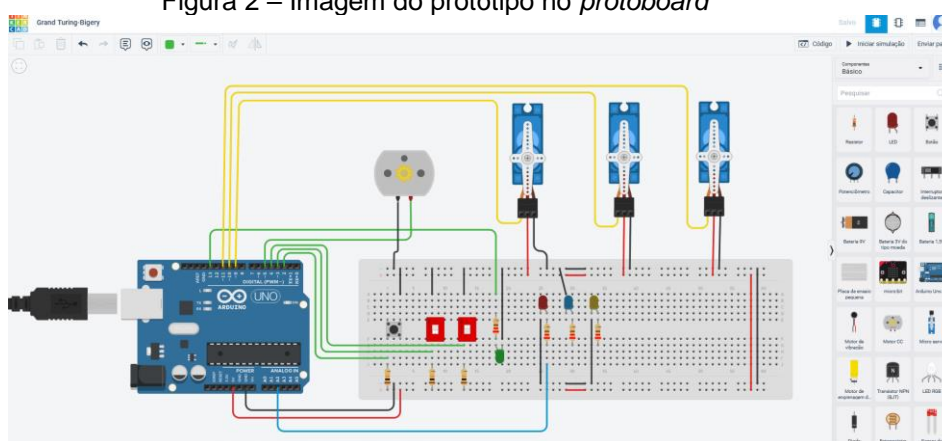 Figura 2 – Imagem do protótipo no protoboard
Grand Turing-Bigery
Salvo
Código
Iniciar simulação
Enviar pa
Componentes
Básico
Pesquisar
Resistor
LED
Botão
Potenciômetro
Capacitor
Interruptor deslizante
Bateria 9V
Bateria 3V do tipo moeda
Bateria 1,5
Placa de ensaio pequena
micro:bit
Arduino Uno
Motor de vibração
Motor CC
Micro servo
Motor de engrenagem d...
Transistor NPN (BJT)
LED RGB
DIGITAL (PWM~)
UNO
ARDUINO
POWER
ANALOG IN